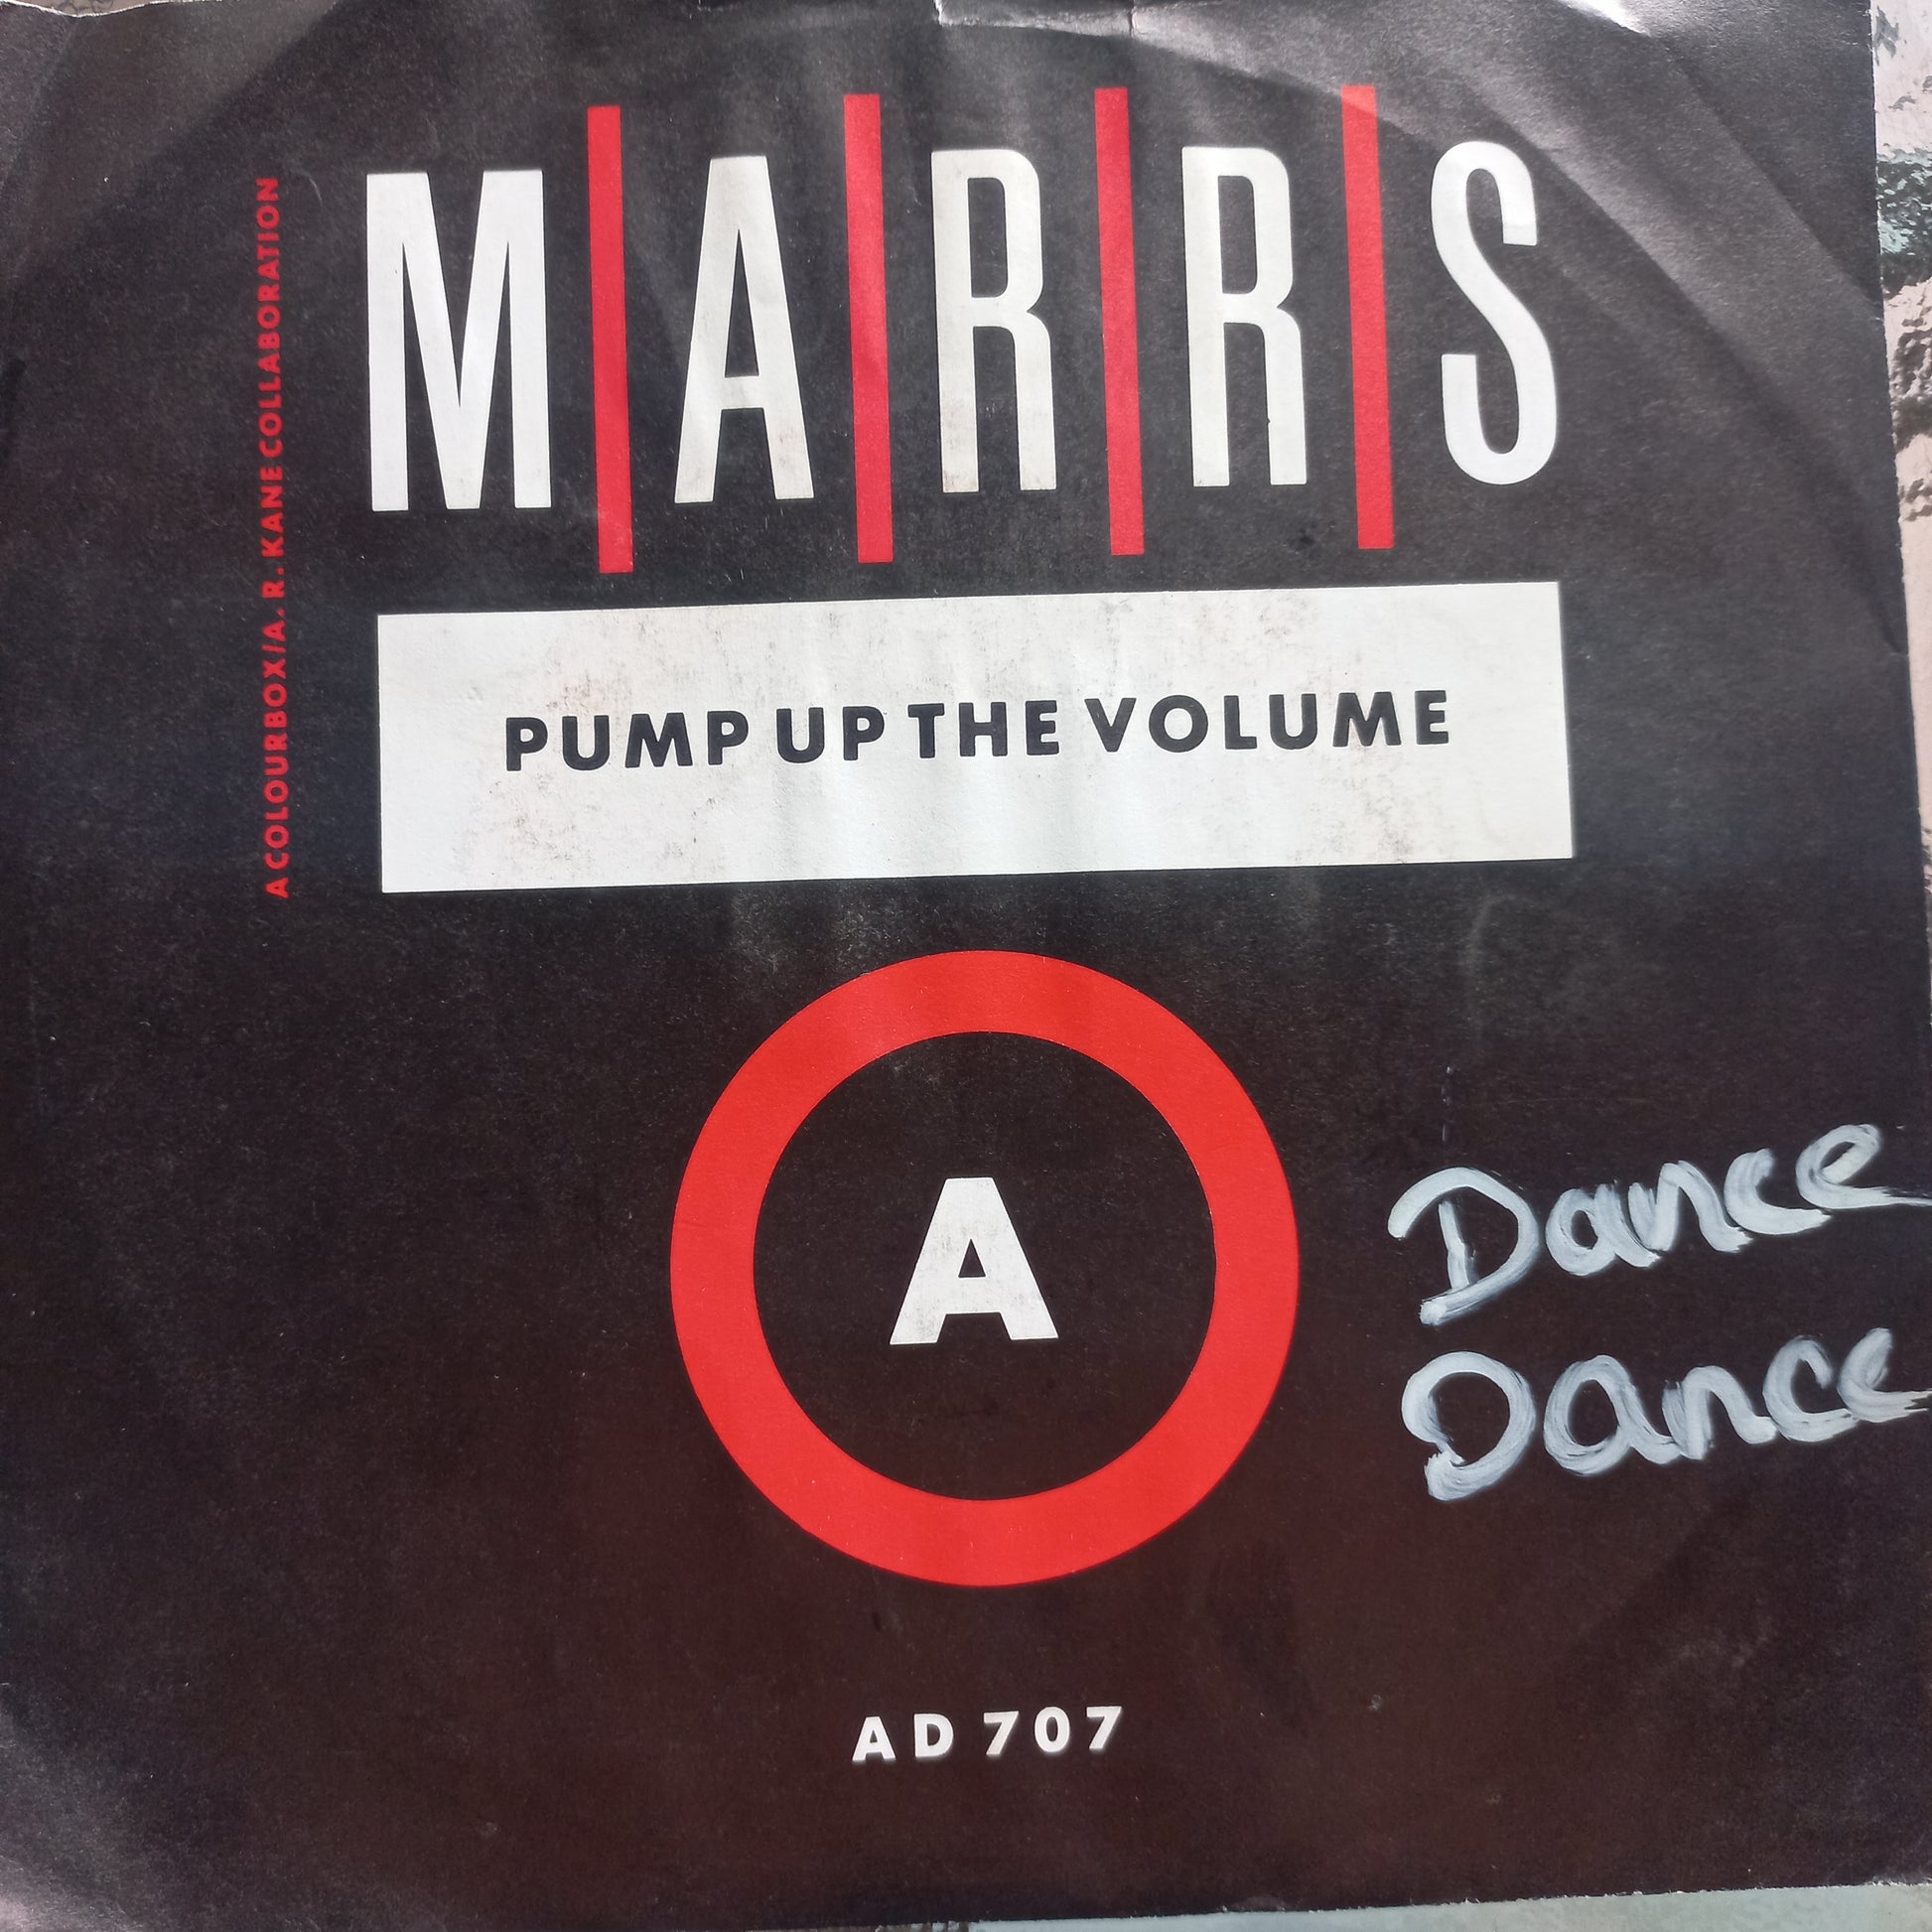 M|A|R|R|S
A COLOURBOX/A. R. KANE COLLABORATION
PUMP UP THE VOLUME
A
Dance
Dance
AD 707